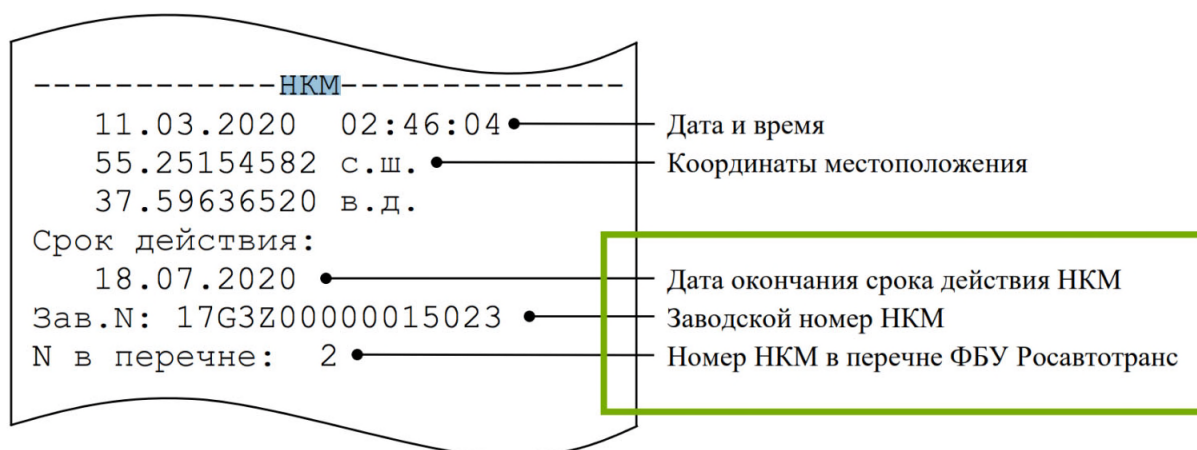 ------------НКМ---------------
11.03.2020 02:46:04
Дата и время
55.25154582 с.ш.
Координаты местоположения
37.59636520 в.д.
Срок действия:
18.07.2020
Дата окончания срока действия НКМ
Зав.N: 17G3Z00000015023
Заводской номер НКМ
N в перечне: 2
Номер НКМ в перечне ФБУ Росавтотранс